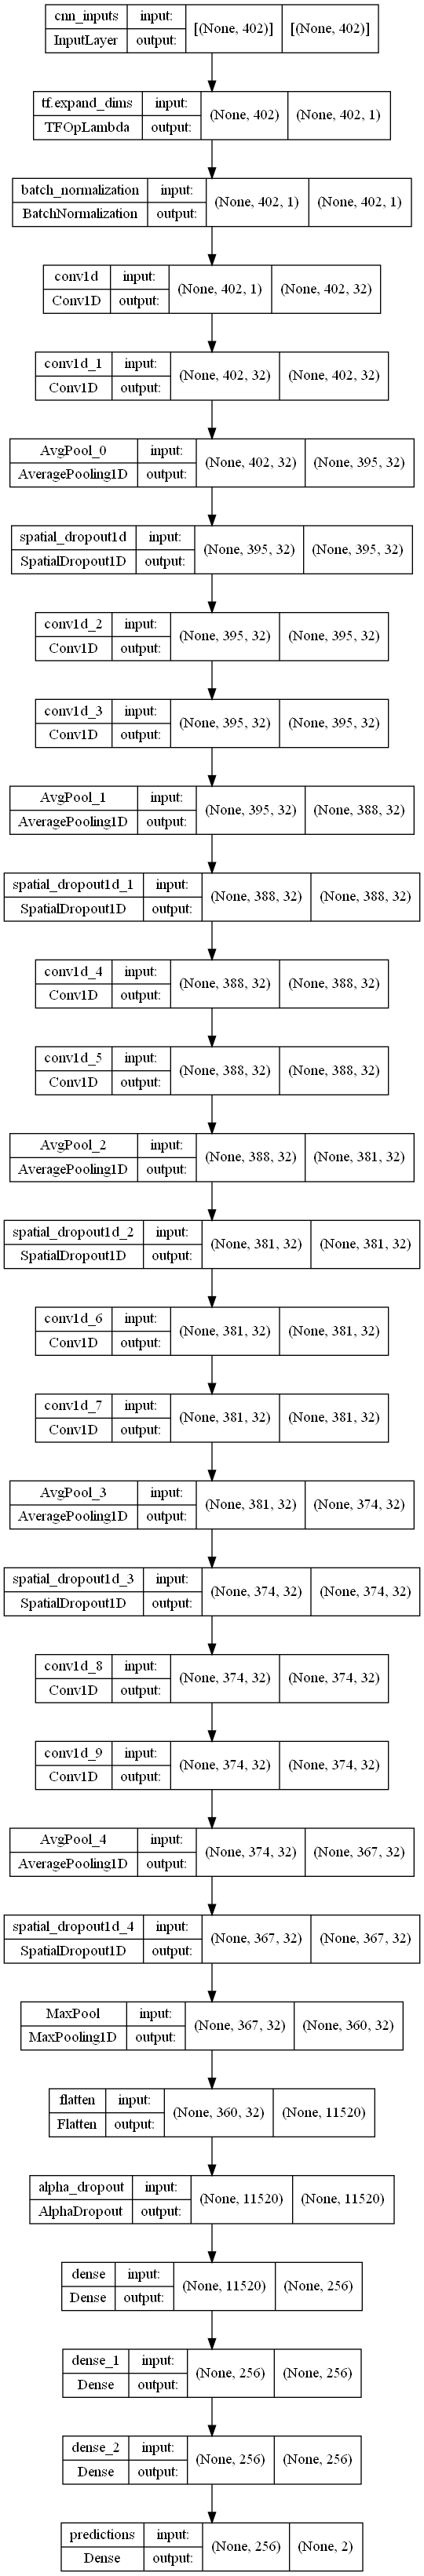 cnn_inputs input: [(None, 402)] [(None, 402)]
InputLayer output:
tf.expand_dims input: (None, 402) (None, 402, 1)
TFOpLambda output:
batch_normalization input: (None, 402, 1) (None, 402, 1)
BatchNormalization output:
conv1d input: (None, 402, 1) (None, 402, 32)
Conv1D output:
conv1d_1 input: (None, 402, 32) (None, 402, 32)
Conv1D output:
AvgPool_0 input: (None, 402, 32) (None, 395, 32)
AveragePooling1D output:
spatial_dropout1d input: (None, 395, 32) (None, 395, 32)
SpatialDropout1D output:
conv1d_2 input: (None, 395, 32) (None, 395, 32)
Conv1D output:
conv1d_3 input: (None, 395, 32) (None, 395, 32)
Conv1D output:
AvgPool_1 input: (None, 395, 32) (None, 388, 32)
AveragePooling1D output:
spatial_dropout1d_1 input: (None, 388, 32) (None, 388, 32)
SpatialDropout1D output:
conv1d_4 input: (None, 388, 32) (None, 388, 32)
Conv1D output:
conv1d_5 input: (None, 388, 32) (None, 388, 32)
Conv1D output:
AvgPool_2 input: (None, 388, 32) (None, 381, 32)
AveragePooling1D output:
spatial_dropout1d_2 input: (None, 381, 32) (None, 381, 32)
SpatialDropout1D output:
conv1d_6 input: (None, 381, 32) (None, 381, 32)
Conv1D output:
conv1d_7 input: (None, 381, 32) (None, 381, 32)
Conv1D output:
AvgPool_3 input: (None, 381, 32) (None, 374, 32)
AveragePooling1D output:
spatial_dropout1d_3 input: (None, 374, 32) (None, 374, 32)
SpatialDropout1D output:
conv1d_8 input: (None, 374, 32) (None, 374, 32)
Conv1D output:
conv1d_9 input: (None, 374, 32) (None, 374, 32)
Conv1D output:
AvgPool_4 input: (None, 374, 32) (None, 367, 32)
AveragePooling1D output:
spatial_dropout1d_4 input: (None, 367, 32) (None, 367, 32)
SpatialDropout1D output:
MaxPool input: (None, 367, 32) (None, 360, 32)
MaxPooling1D output:
flatten input: (None, 360, 32) (None, 11520)
Flatten output:
alpha_dropout input: (None, 11520) (None, 11520)
AlphaDropout output:
dense input: (None, 11520) (None, 256)
Dense output:
dense_1 input: (None, 256) (None, 256)
Dense output:
dense_2 input: (None, 256) (None, 256)
Dense output:
predictions input: (None, 256) (None, 2)
Dense output: